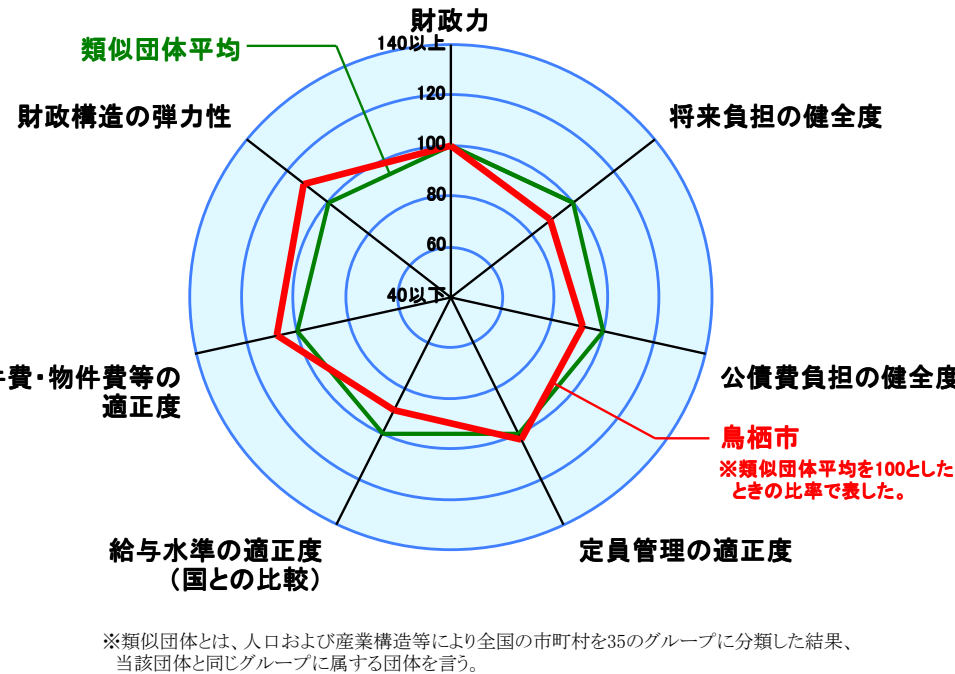 財政力
140以上
類似団体平均
120
財政構造の弾力性
将来負担の健全度
100
80
60
40以下
費・物件費等の
適正度
公債費負担の健全度
鳥栖市
※類似団体平均を100とした
ときの比率で表した。
給与水準の適正度
(国との比較)
定員管理の適正度
※類似団体とは、人口および産業構造等により全国の市町村を35のグループに分類した結果、
当該団体と同じグループに属する団体を言う。